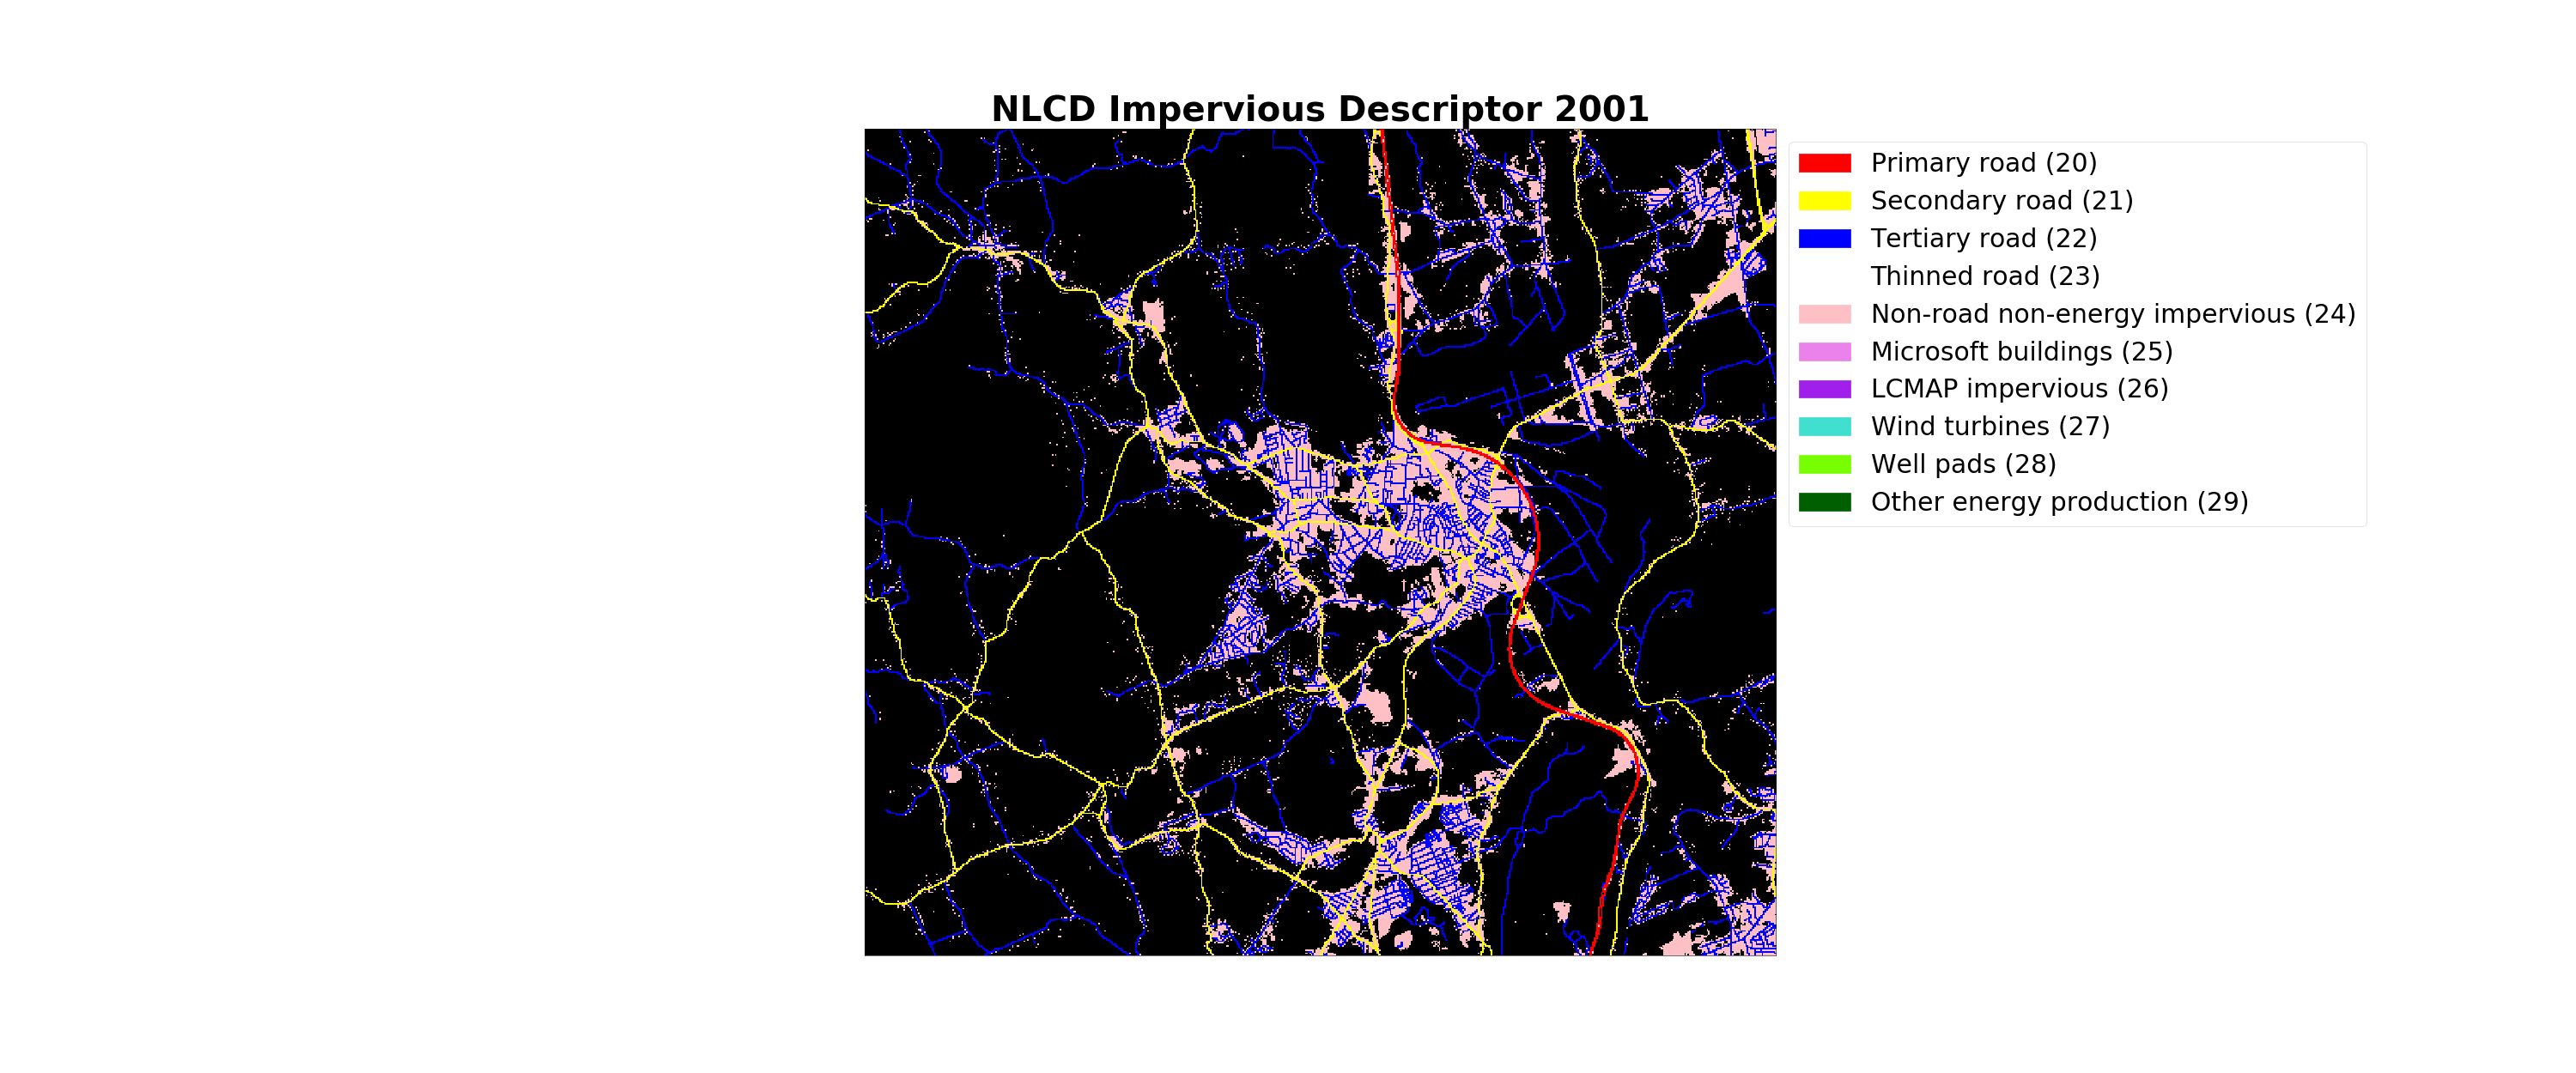 NLCD Impervious Descriptor 2001
Primary road (20)
Secondary road (21)
Tertiary road (22)
Thinned road (23)
Non-road non-energy impervious (24)
Microsoft buildings (25)
LCMAP impervious (26)
Wind turbines (27)
Well pads (28)
Other energy production (29)